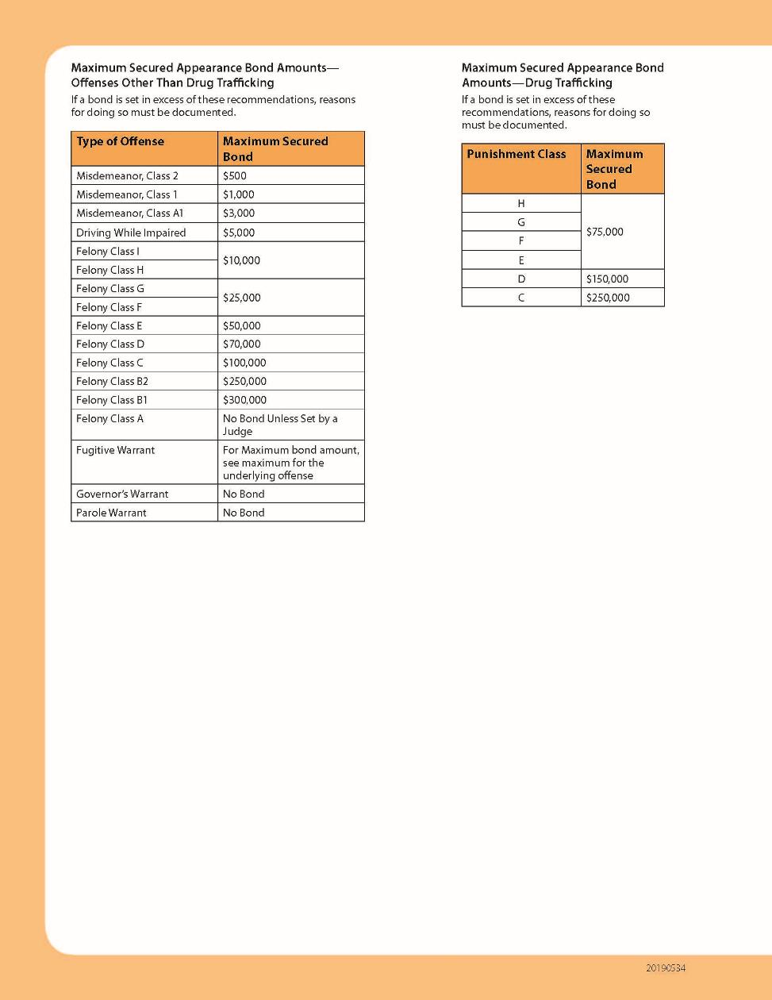 Maximum Secured Appearance Bond Amounts—
Offenses Other Than Drug Trafficking
If a bond is set in excess of these recommendations, reasons
for doing so must be documented.
Type of Offense
Maximum Secured
Bond
Misdemeanor, Class 2
$500
Misdemeanor, Class 1
$1,000
Misdemeanor, Class A1
$3,000
Driving While Impaired
$5,000
Felony Class I
Felony Class H
$10,000
Felony Class G
Felony Class F
$25,000
Felony Class E
$50,000
Felony Class D
$70,000
Felony Class C
$100,000
Felony Class B2
$250,000
Felony Class B1
$300,000
Felony Class A
No Bond Unless Set by a
Judge
Fugitive Warrant
For Maximum bond amount,
see maximum for the
underlying offense
Governor's Warrant
No Bond
Parole Warrant
No Bond
Maximum Secured Appearance Bond
Amounts—Drug Trafficking
If a bond is set in excess of these
recommendations, reasons for doing so
must be documented.
Punishment Class
Maximum
Secured
Bond
H
G
F
E
$75,000
D
$150,000
C
$250,000
20190534